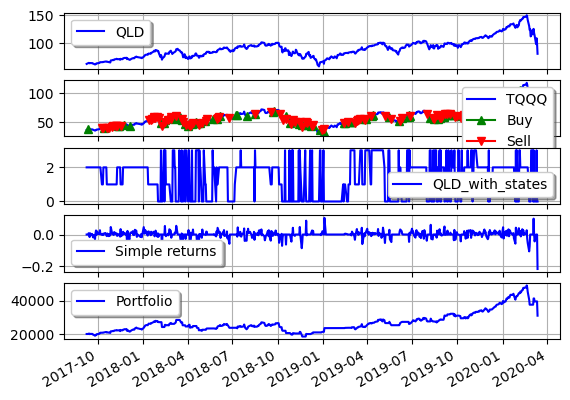 150
QLD
100
100
TQQQ
Buy
50
Sell
2
QLD_with_states
0
0.0
Simple returns
−0.2
Portfolio
40000
20000
2017-10 2018-01 2018-04 2018-07 2018-10 2019-01 2019-04 2019-07 2019-10 2020-01 2020-04